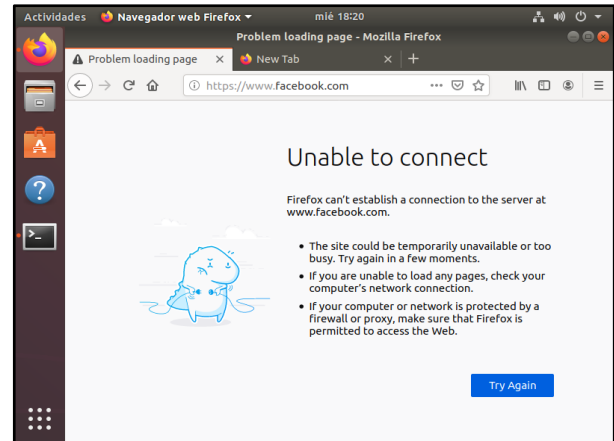 Actividades Navegador web Firefox mié 18:20
Problem loading page - Mozilla Firefox
Problem loading page New Tab
https://www.facebook.com
Unable to connect
Firefox can’t establish a connection to the server at
www.facebook.com.
• The site could be temporarily unavailable or too
busy. Try again in a few moments.
• If you are unable to load any pages, check your
computer’s network connection.
• If your computer or network is protected by a
firewall or proxy, make sure that Firefox is
permitted to access the Web.
Try Again